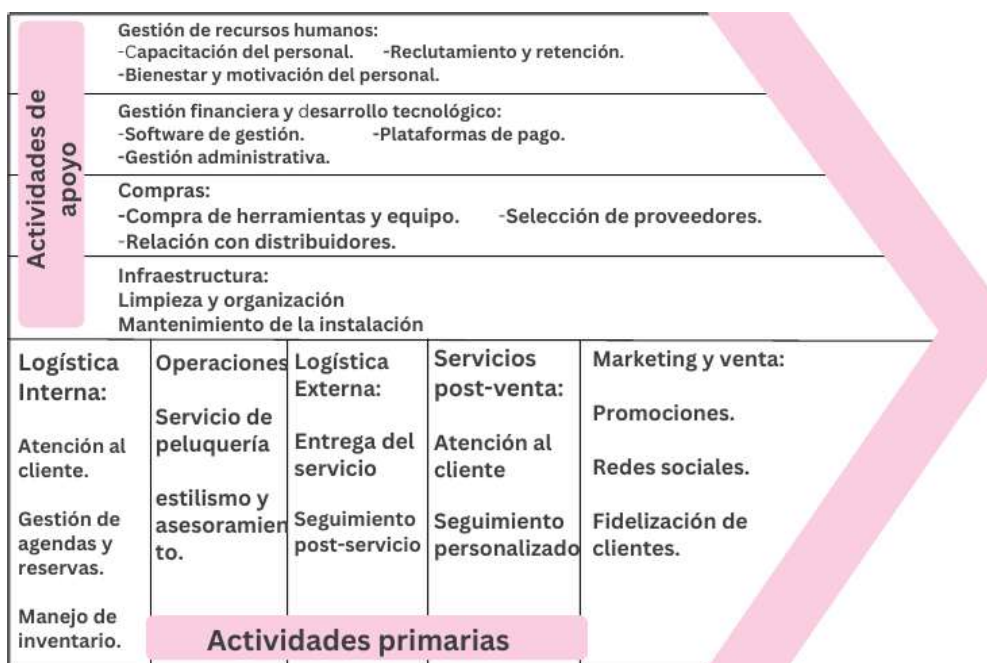 Actividades de
apoyo
Gestión de recursos humanos:
-Capacitación del personal. -Reclutamiento y retención.
-Bienestar y motivación del personal.
Gestión financiera y desarrollo tecnológico:
-Software de gestión. -Plataformas de pago.
-Gestión administrativa.
Compras:
-Compra de herramientas y equipo. -Selección de proveedores.
-Relación con distribuidores.
Infraestructura:
Limpieza y organización
Mantenimiento de la instalación
Logística
Interna:
Atención al
cliente.
Gestión de
agendas y
reservas.
Manejo de
inventario.
Operaciones
Servicio de
peluquería
estilismo y
asesoramien
to.
Logística
Externa:
Entrega del
servicio
Seguimiento
post-servicio
Servicios
post-venta:
Atención al
cliente
Seguimiento
personalizado
Marketing y venta:
Promociones.
Redes sociales.
Fidelización de
clientes.
Actividades primarias